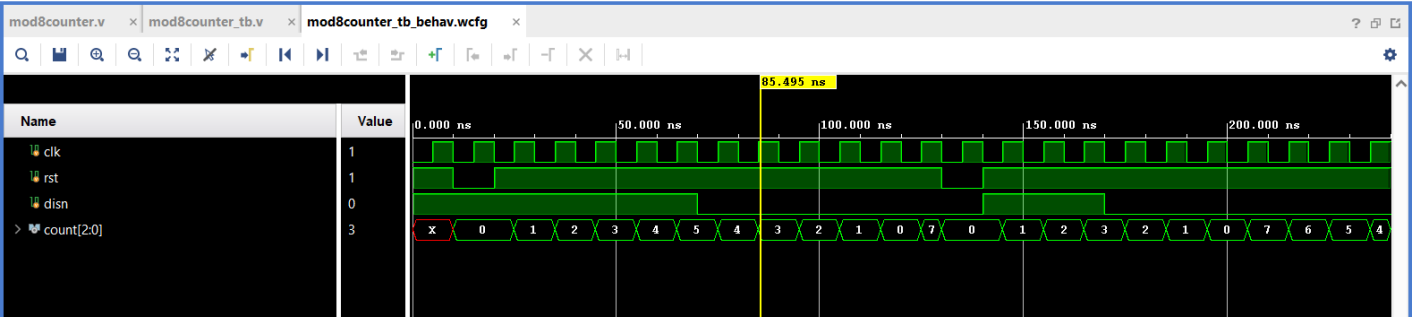 mod8counter.v × mod8counter_tb.v × mod8counter_tb_behav.wcfg ×
?
85.495 ns
Name Value 0.000 ns 50.000 ns 100.000 ns 150.000 ns 200.000 ns
clk 1
rst 1
disn 0
> count[2:0] 3 X 0 1 2 3 4 5 4 3 2 1 0 7 0 1 2 3 2 1 0 7 6 5 4